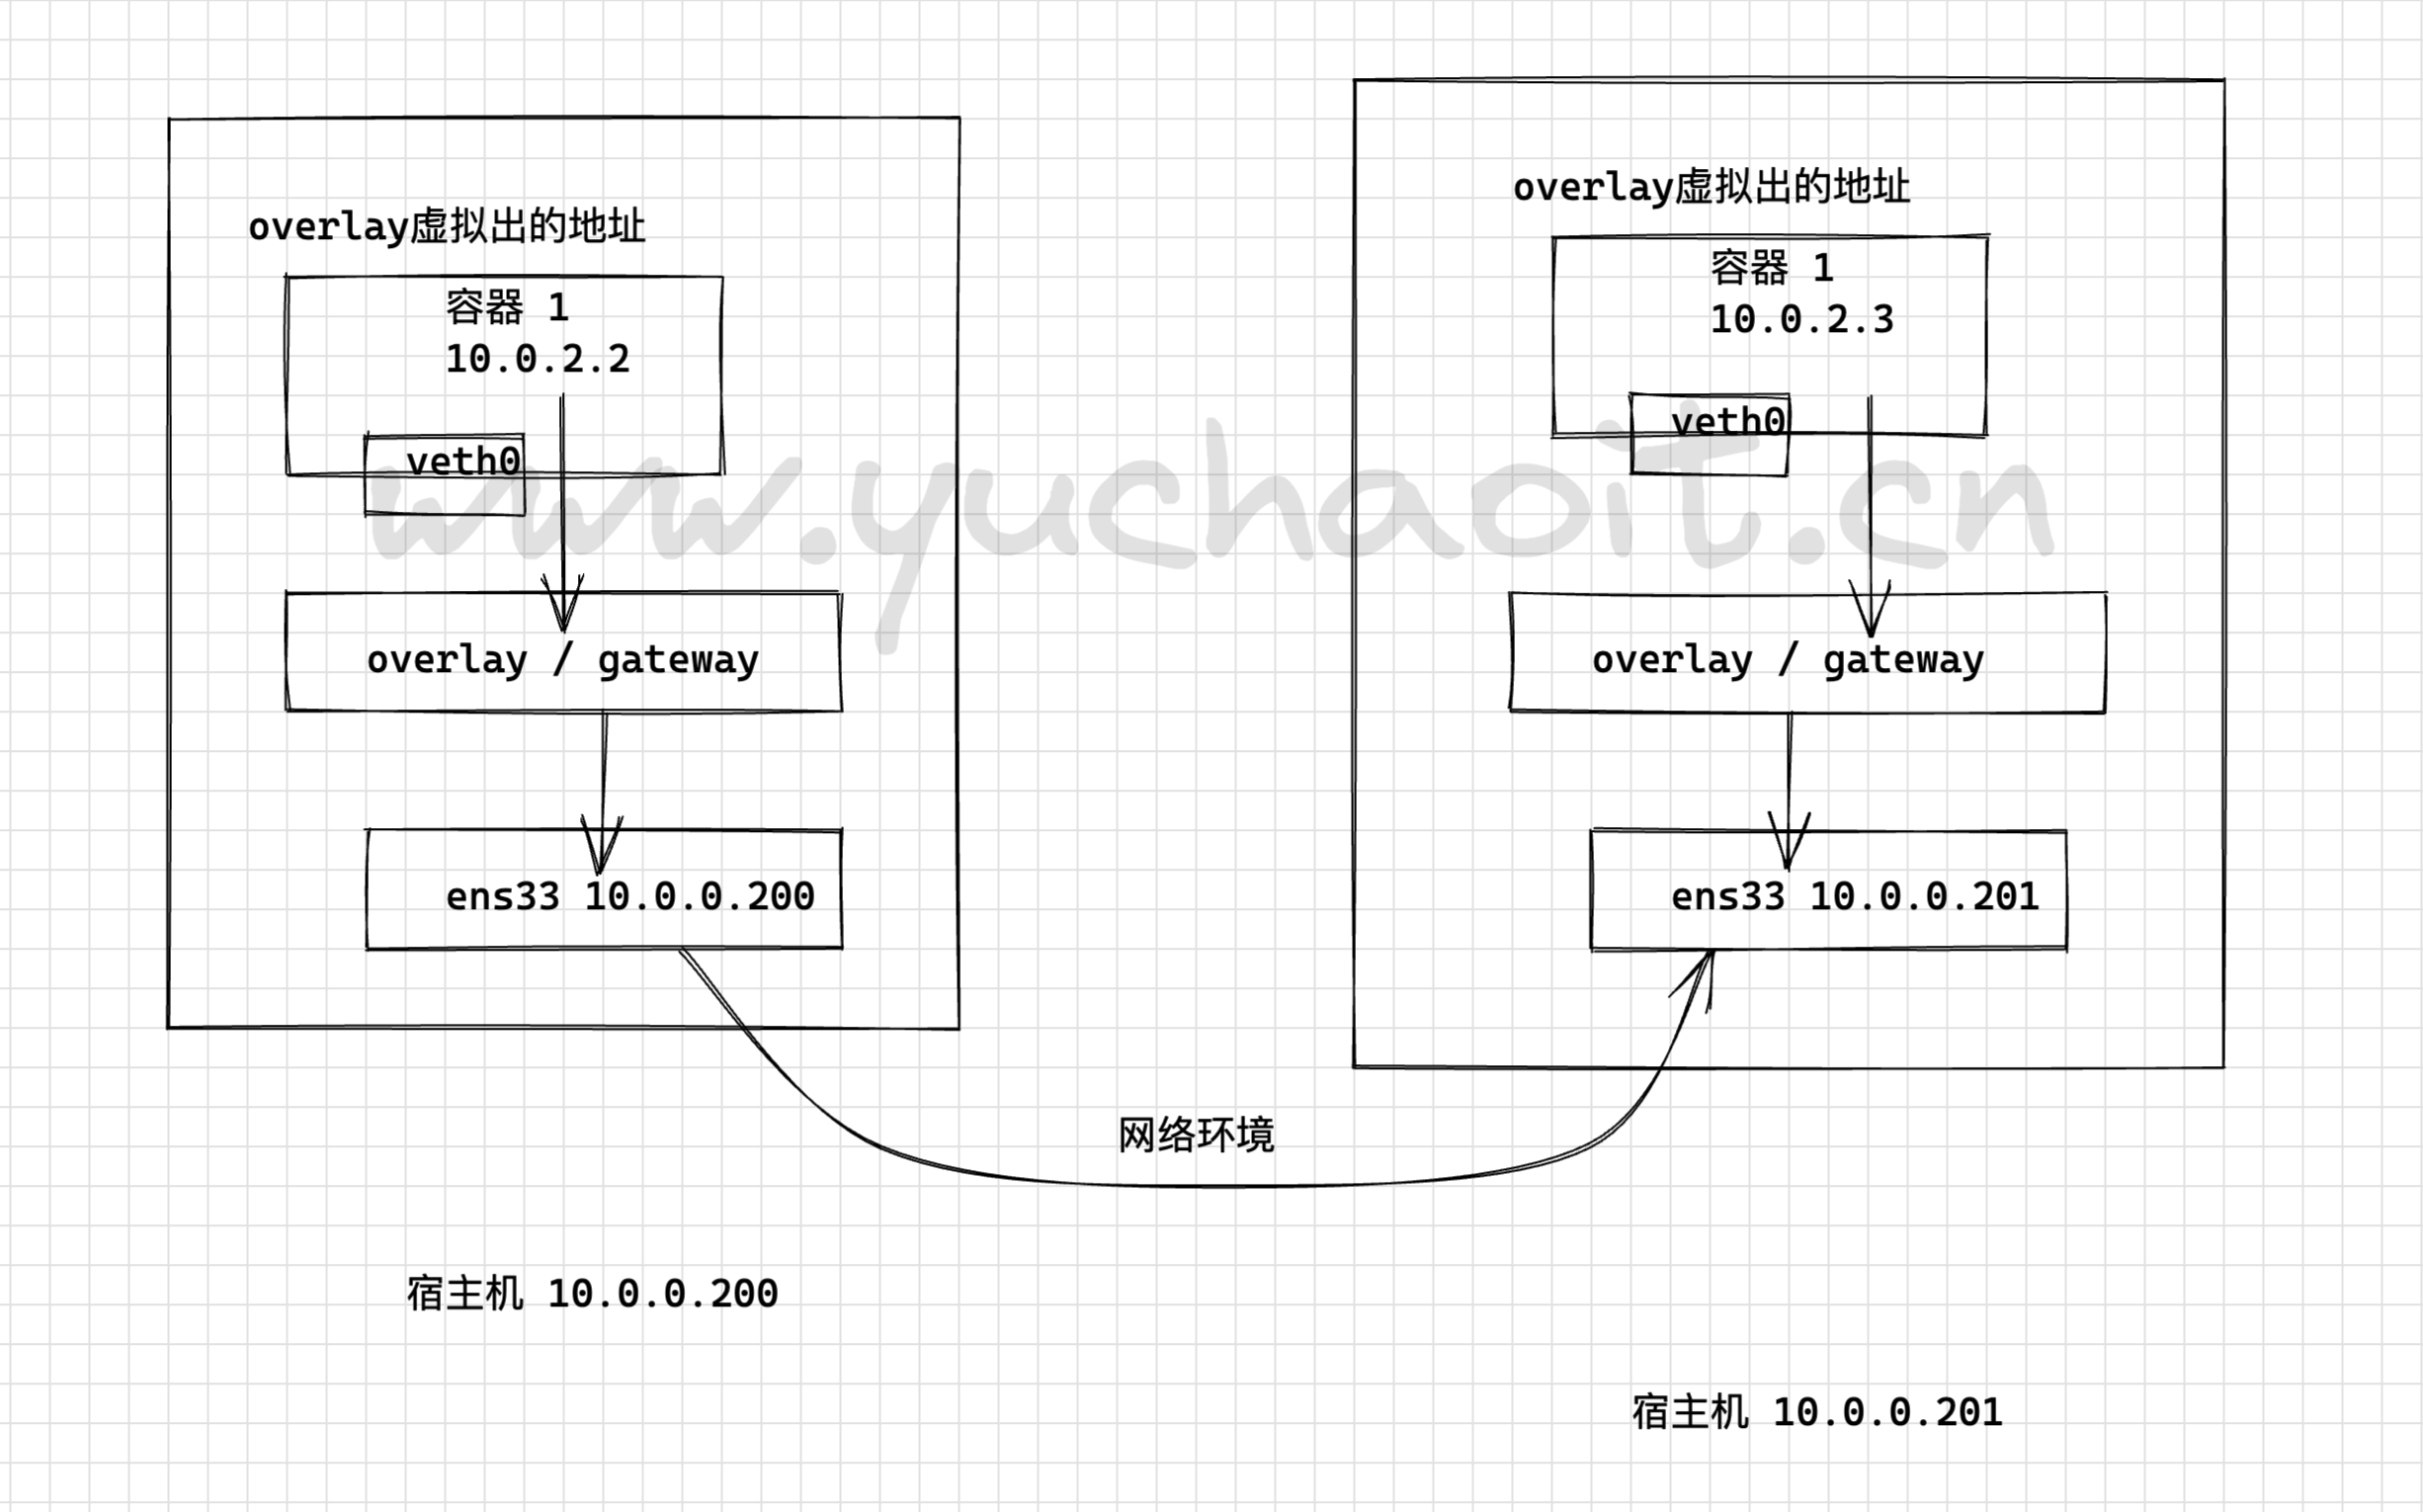 overlay虚拟出的地址
容器 1
10.0.2.2
veth0
overlay / gateway
ens33 10.0.0.200
overlay虚拟出的地址
容器 1
10.0.2.3
veth0
overlay / gateway
ens33 10.0.0.201
www.yuchaoit.cn
网络环境
宿主机 10.0.0.200
宿主机 10.0.0.201